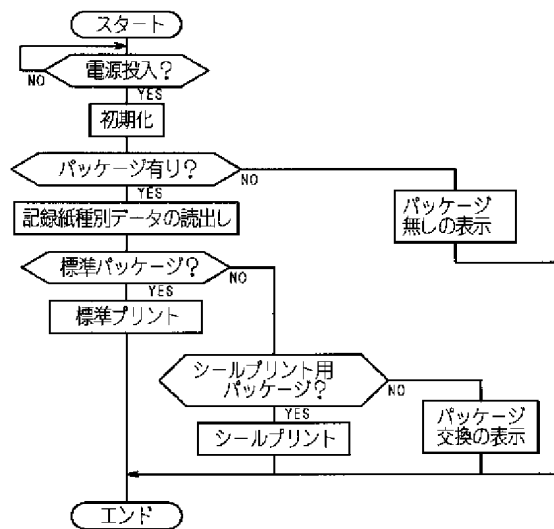 スタート
電源投入?
NO
YES
初期化
パッケージ有り?
NO
YES
記録紙種別データの読出し
パッケージ
無しの表示
標準パッケージ?
NO
YES
標準プリント
シールプリント用
パッケージ?
NO
YES
シールプリント
パッケージ
交換の表示
エンド